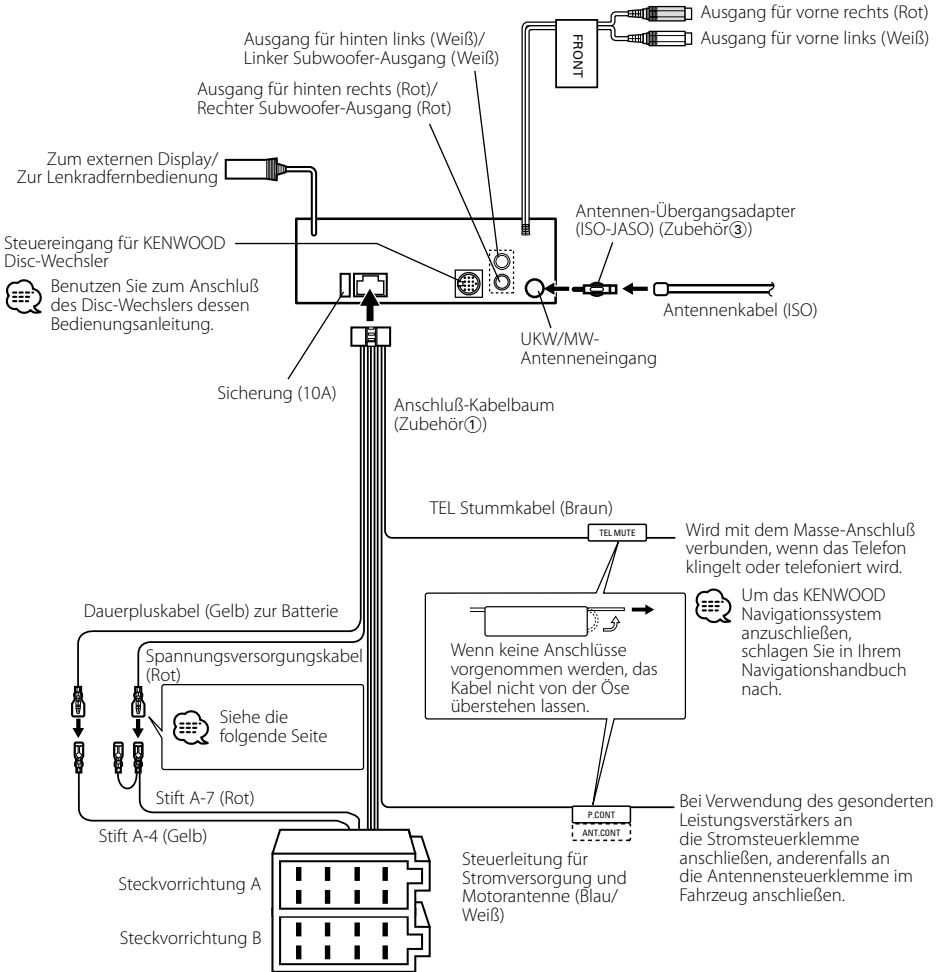 Ausgang für vorne rechts (Rot)
Ausgang für vorne links (Weiß)
FRONT
Ausgang für hinten links (Weiß)/
Linker Subwoofer-Ausgang (Weiß)
Ausgang für hinten rechts (Rot)/
Rechter Subwoofer-Ausgang (Rot)
Zum externen Display/
Zur Lenkradfernbedienung
Antennen-Übergangsadapter
(ISO-JASO) (Zubehör③)
Steuereingang für KENWOOD
Disc-Wechsler
Benutzen Sie zum Anschluß
des Disc-Wechslers dessen
Bedienungsanleitung.
Antennenkabel (ISO)
UKW/MW-
Antenneneingang
Sicherung (10A)
Anschluß-Kabelbaum
(Zubehör①)
TEL Stummkabel (Braun)
TEL MUTE
Wird mit dem Masse-Anschluß
verbunden, wenn das Telefon
klingelt oder telefoniert wird.
Um das KENWOOD
Navigationssystem
anzuschließen,
schlagen Sie in Ihrem
Navigationshandbuch
nach.
Wenn keine Anschlüsse
vorgenommen werden, das
Kabel nicht von der Öse
überstehen lassen.
Dauerpluskabel (Gelb) zur Batterie
Spannungsversorgungskabel
(Rot)
Siehe die
folgende Seite
Stift A-7 (Rot)
Stift A-4 (Gelb)
P.CONT
ANT.CONT
Steuerleitung für
Stromversorgung und
Motorantenne (Blau/
Weiß)
Bei Verwendung des gesonderten
Leistungsverstärkers an
die Stromsteuerklemme
anschließen, anderenfalls an
die Antennensteuerklemme im
Fahrzeug anschließen.
Steckvorrichtung A
Steckvorrichtung B